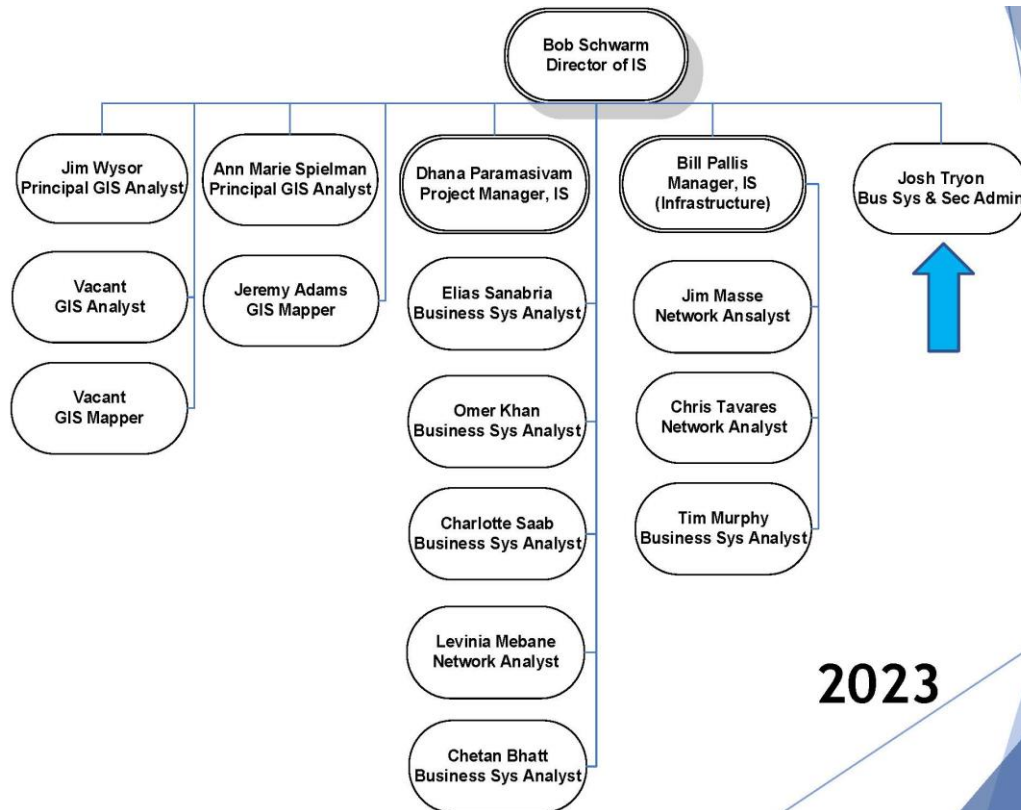 Bob Schwarm
Director of IS
Jim Wysor
Principal GIS Analyst
Ann Marie Spielman
Principal GIS Analyst
Dhana Paramasivam
Project Manager, IS
Bill Pallis
Manager, IS
(Infrastructure)
Josh Tryon
Bus Sys & Sec Admin
Vacant
GIS Analyst
Jeremy Adams
GIS Mapper
Elias Sanabria
Business Sys Analyst
Jim Masse
Network Ansalyst
Vacant
GIS Mapper
Omer Khan
Business Sys Analyst
Chris Tavares
Network Analyst
Charlotte Saab
Business Sys Analyst
Tim Murphy
Business Sys Analyst
Levinia Mebane
Network Analyst
Chetan Bhatt
Business Sys Analyst
2023